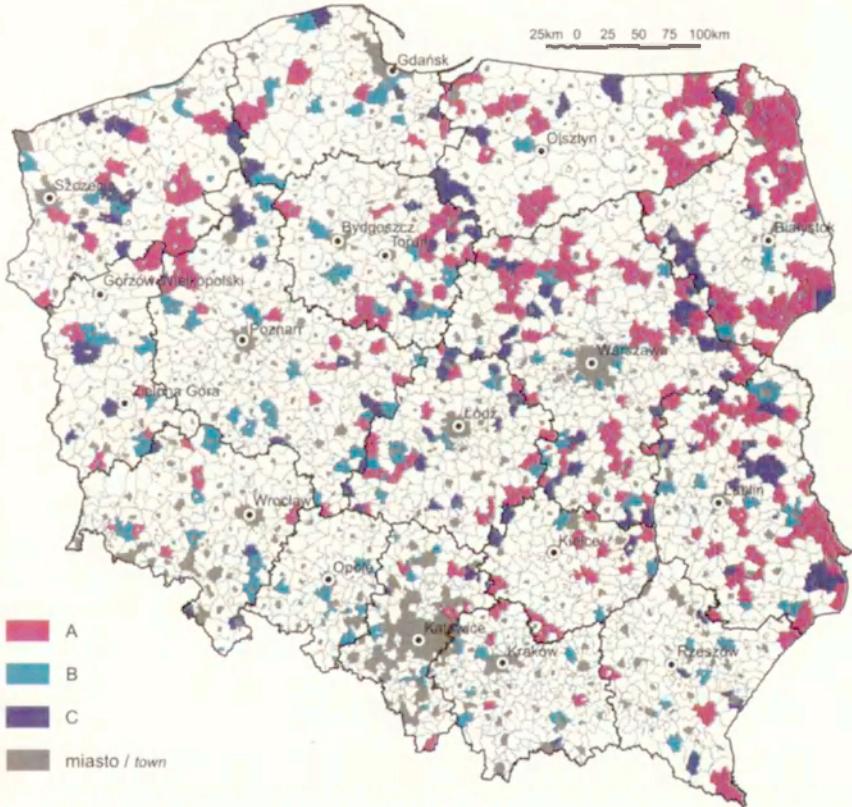 25km 0 25 50 75 100km
Gdańsk
Olsztyn
Szczecin
Bydgoszcz
Toruń
Białystok
Gorzów Wielkopolski
Poznań
Warszawa
Zielona Góra
Łódź
Wrocław
Lublin
Kielce
Opole
Katowice
Kraków
Rzeszów
A
B
C
miasto / town